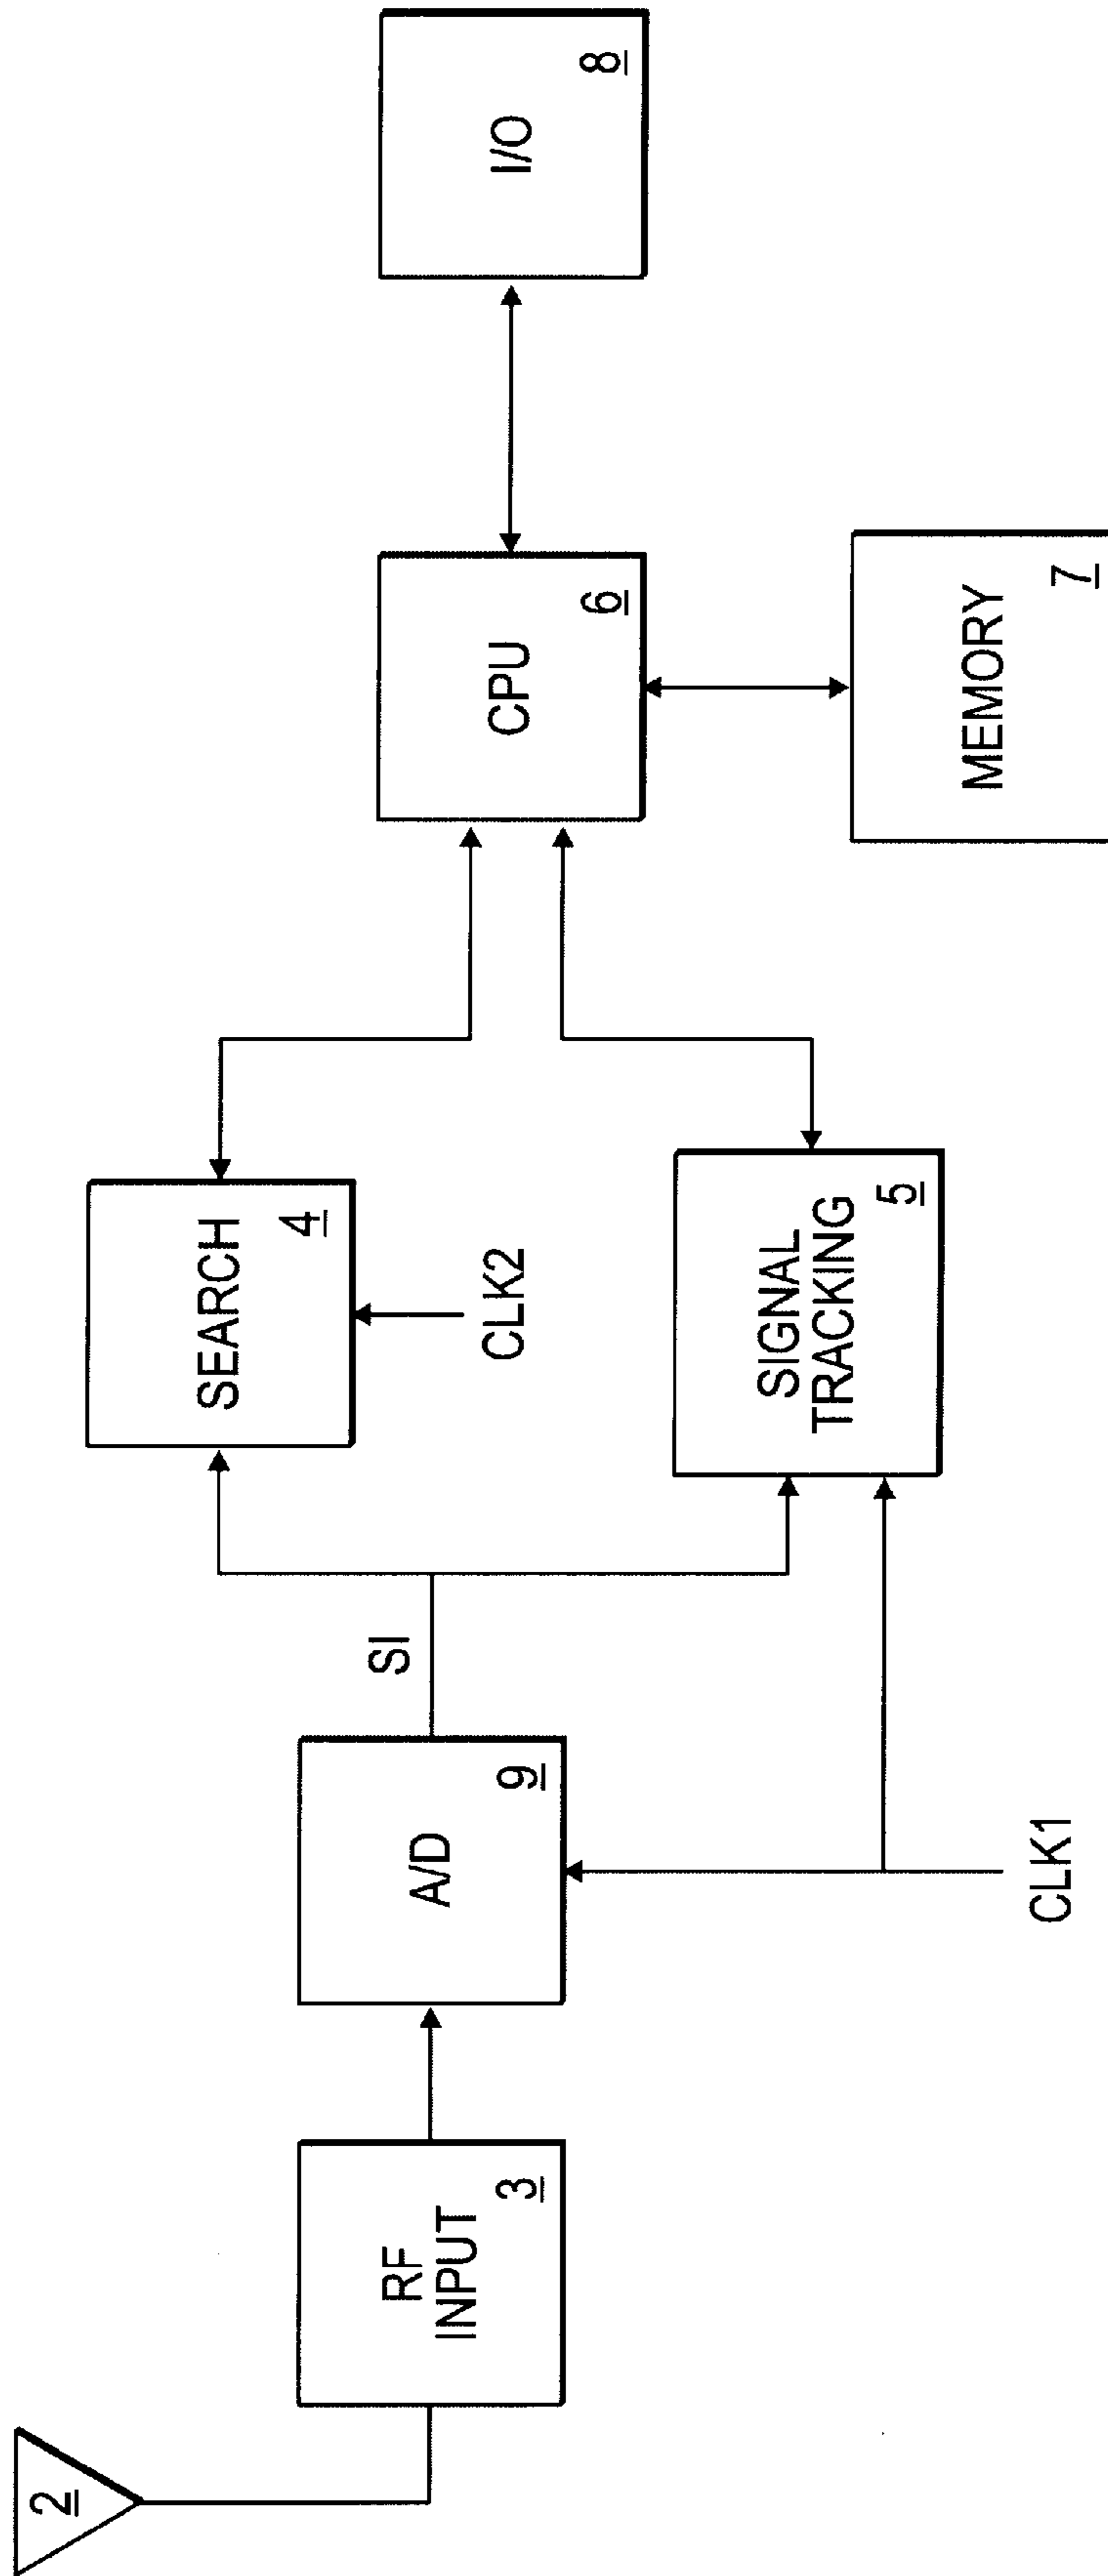 2
RF
INPUT
3
A/D
9
SI
CLK1
SEARCH
4
CLK2
SIGNAL
TRACKING
5
CPU
6
MEMORY
7
I/O
8